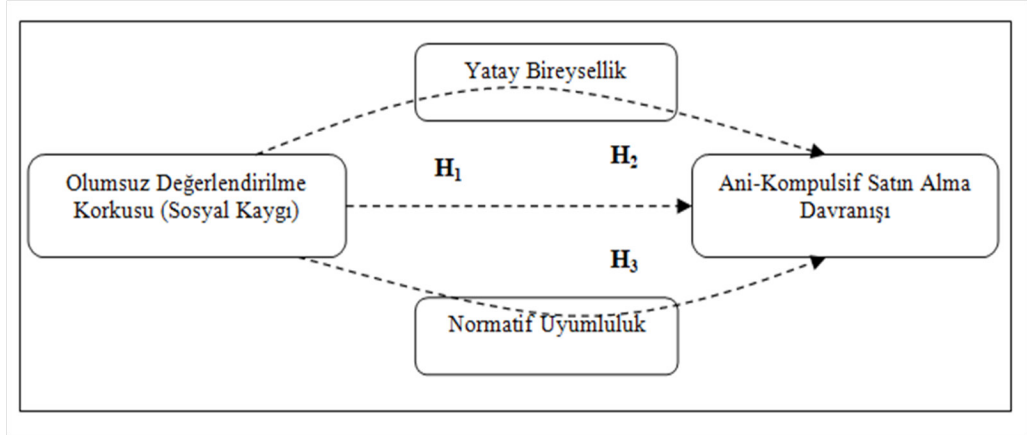 Yatay Bireysellik
H₁
H₂
Olumsuz Değerlendirilme
Korkusu (Sosyal Kaygı)
Ani-Kompulsif Satın Alma
Davranışı
H₃
Normatif Uyumluluk